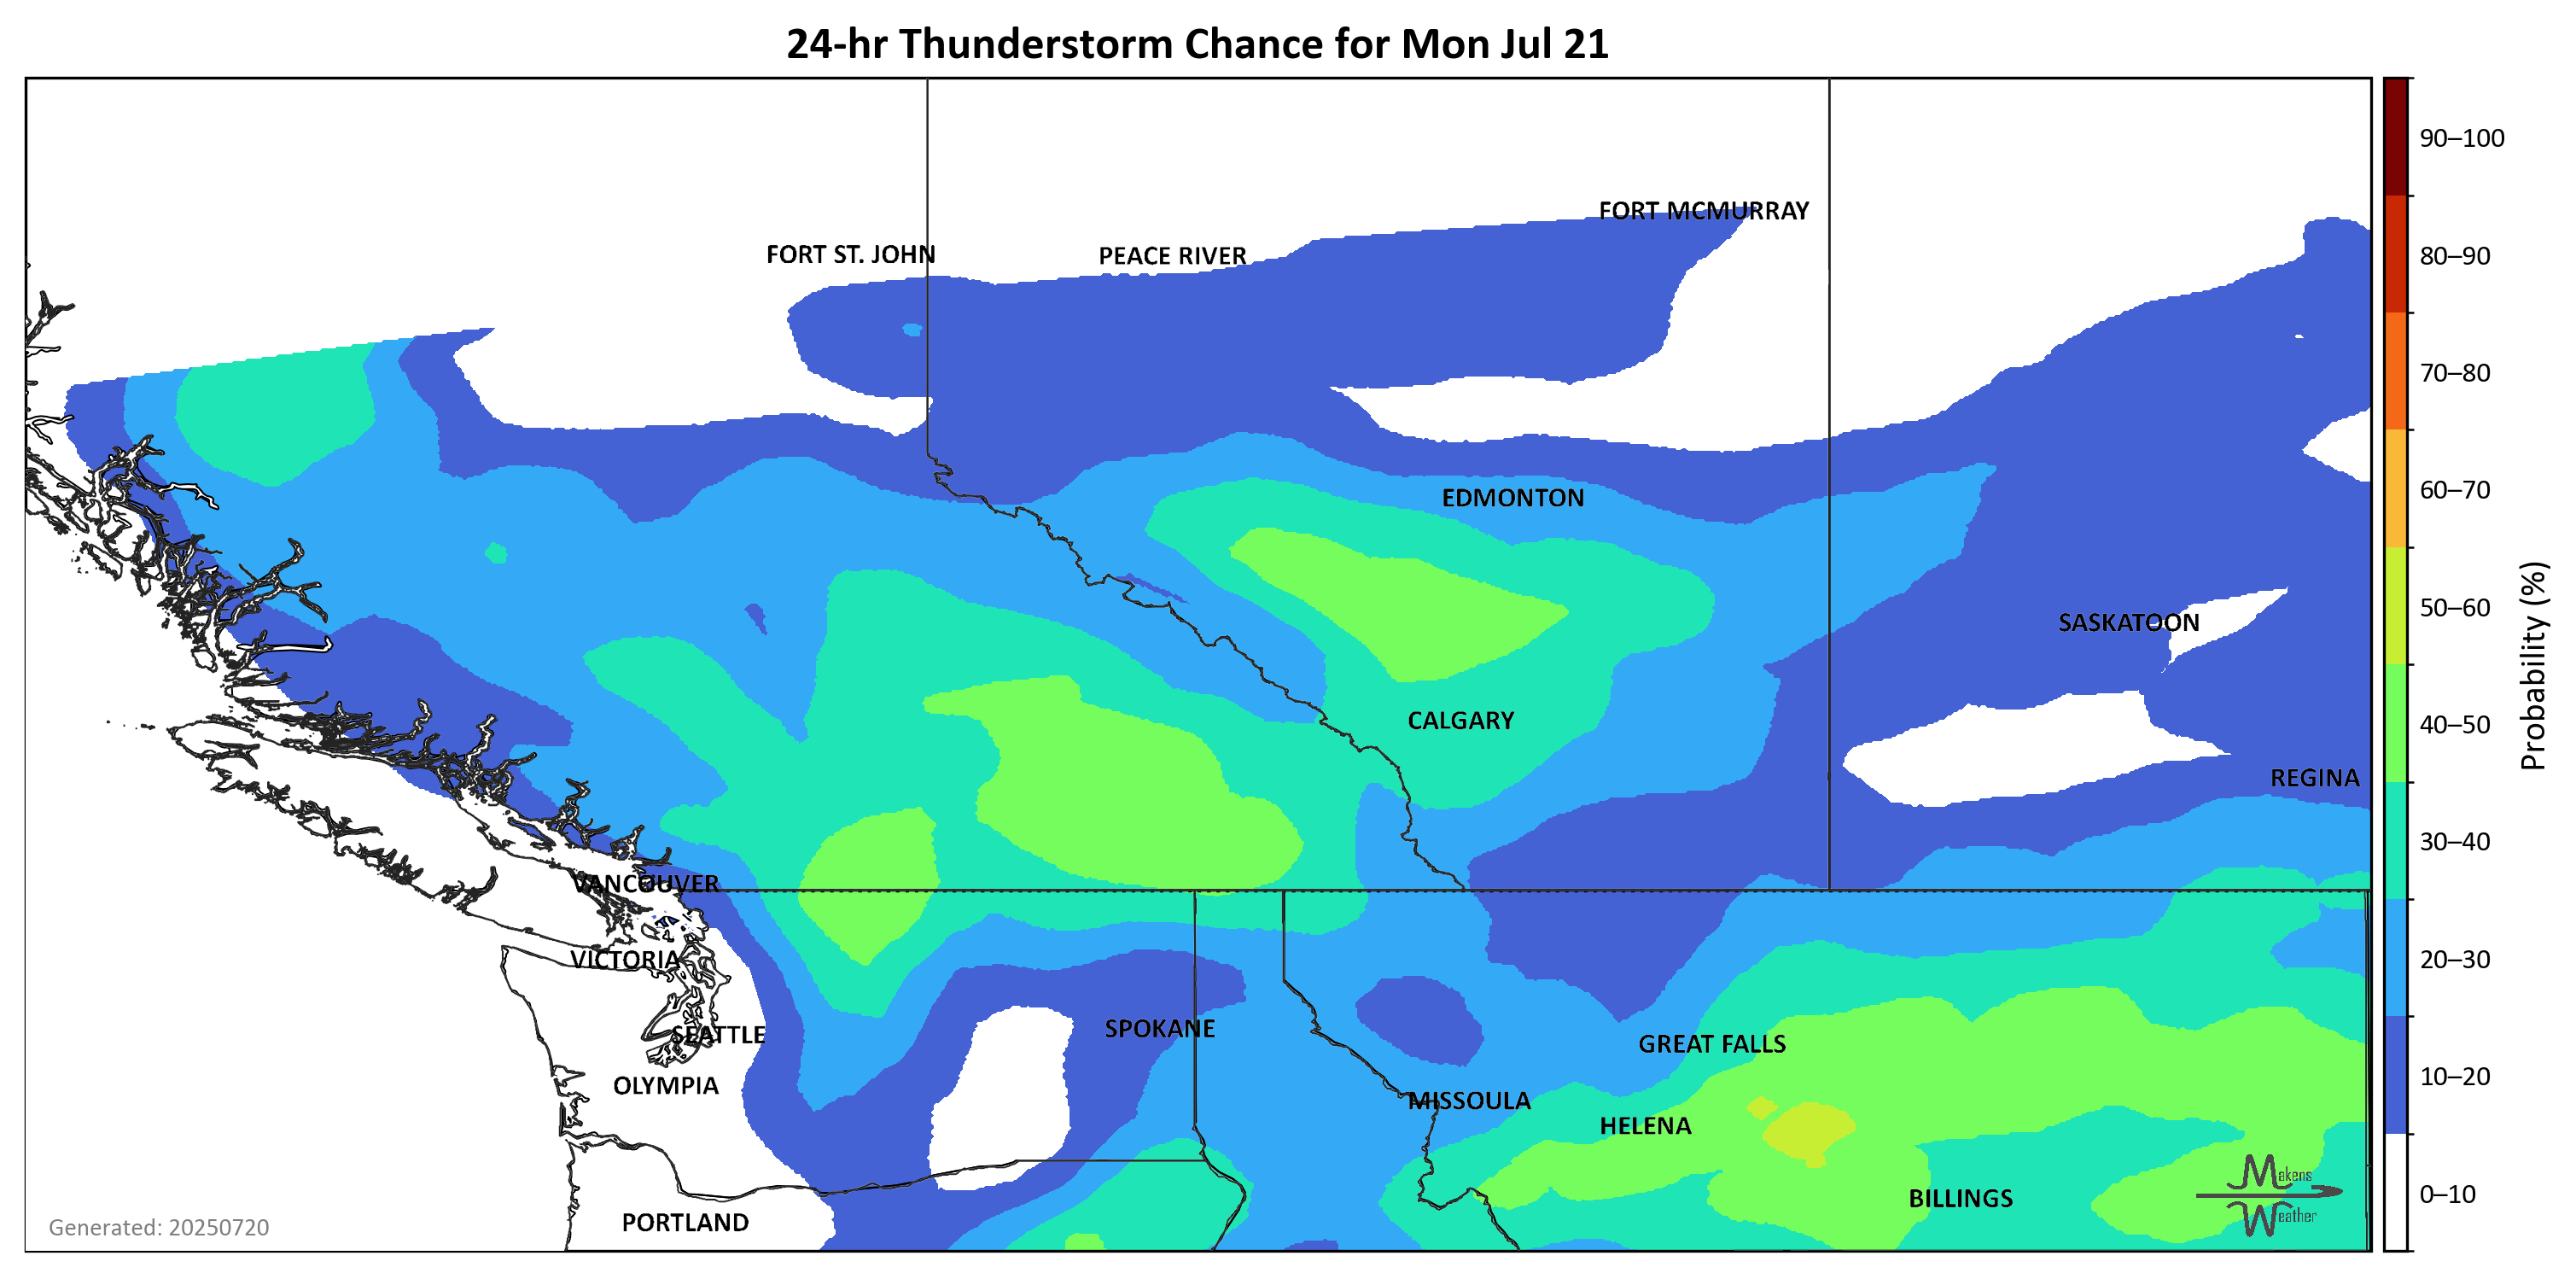 24-hr Thunderstorm Chance for Mon Jul 21
FORT MCMURRAY
FORT ST. JOHN
PEACE RIVER
EDMONTON
SASKATOON
CALGARY
REGINA
VANCOUVER
VICTORIA
SPOKANE
SEATTLE
GREAT FALLS
OLYMPIA
MISSOULA
HELENA
BILLINGS
PORTLAND
Generated: 20250720
Makens
Weather
90–100
80–90
70–80
60–70
50–60
40–50
30–40
20–30
10–20
0–10
Probability (%)